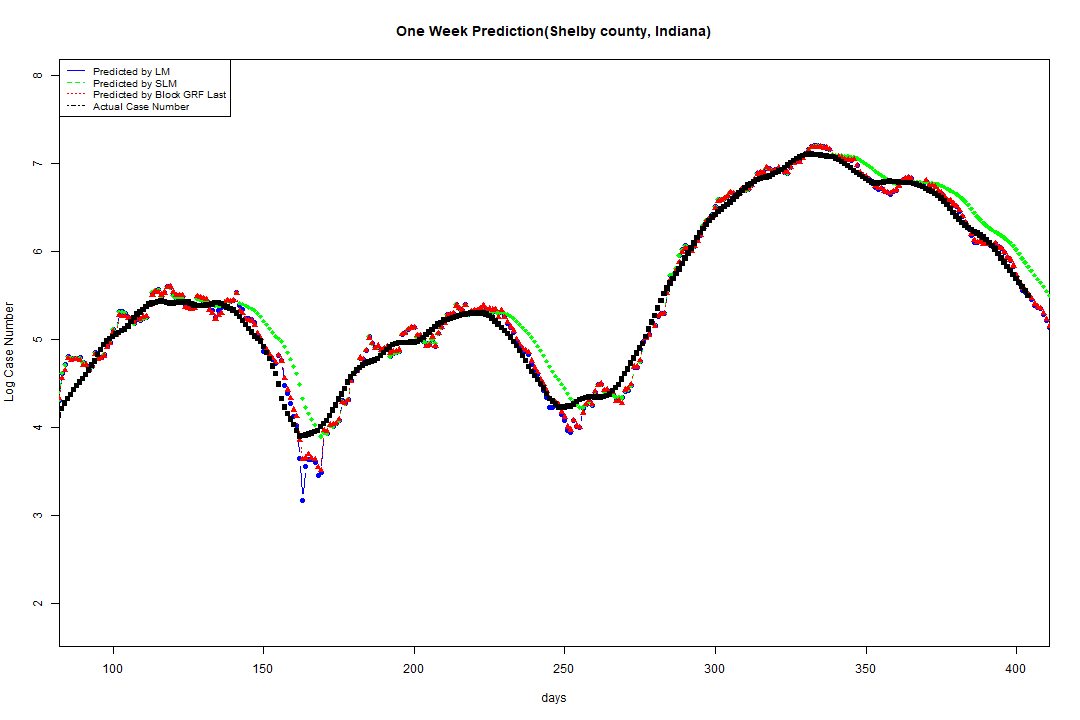 One Week Prediction(Shelby county, Indiana)
Predicted by LM
Predicted by SLM
Predicted by Block GRF Last
Actual Case Number
8
7
6
5
4
3
2
Log Case Number
100 150 200 250 300 350 400
days